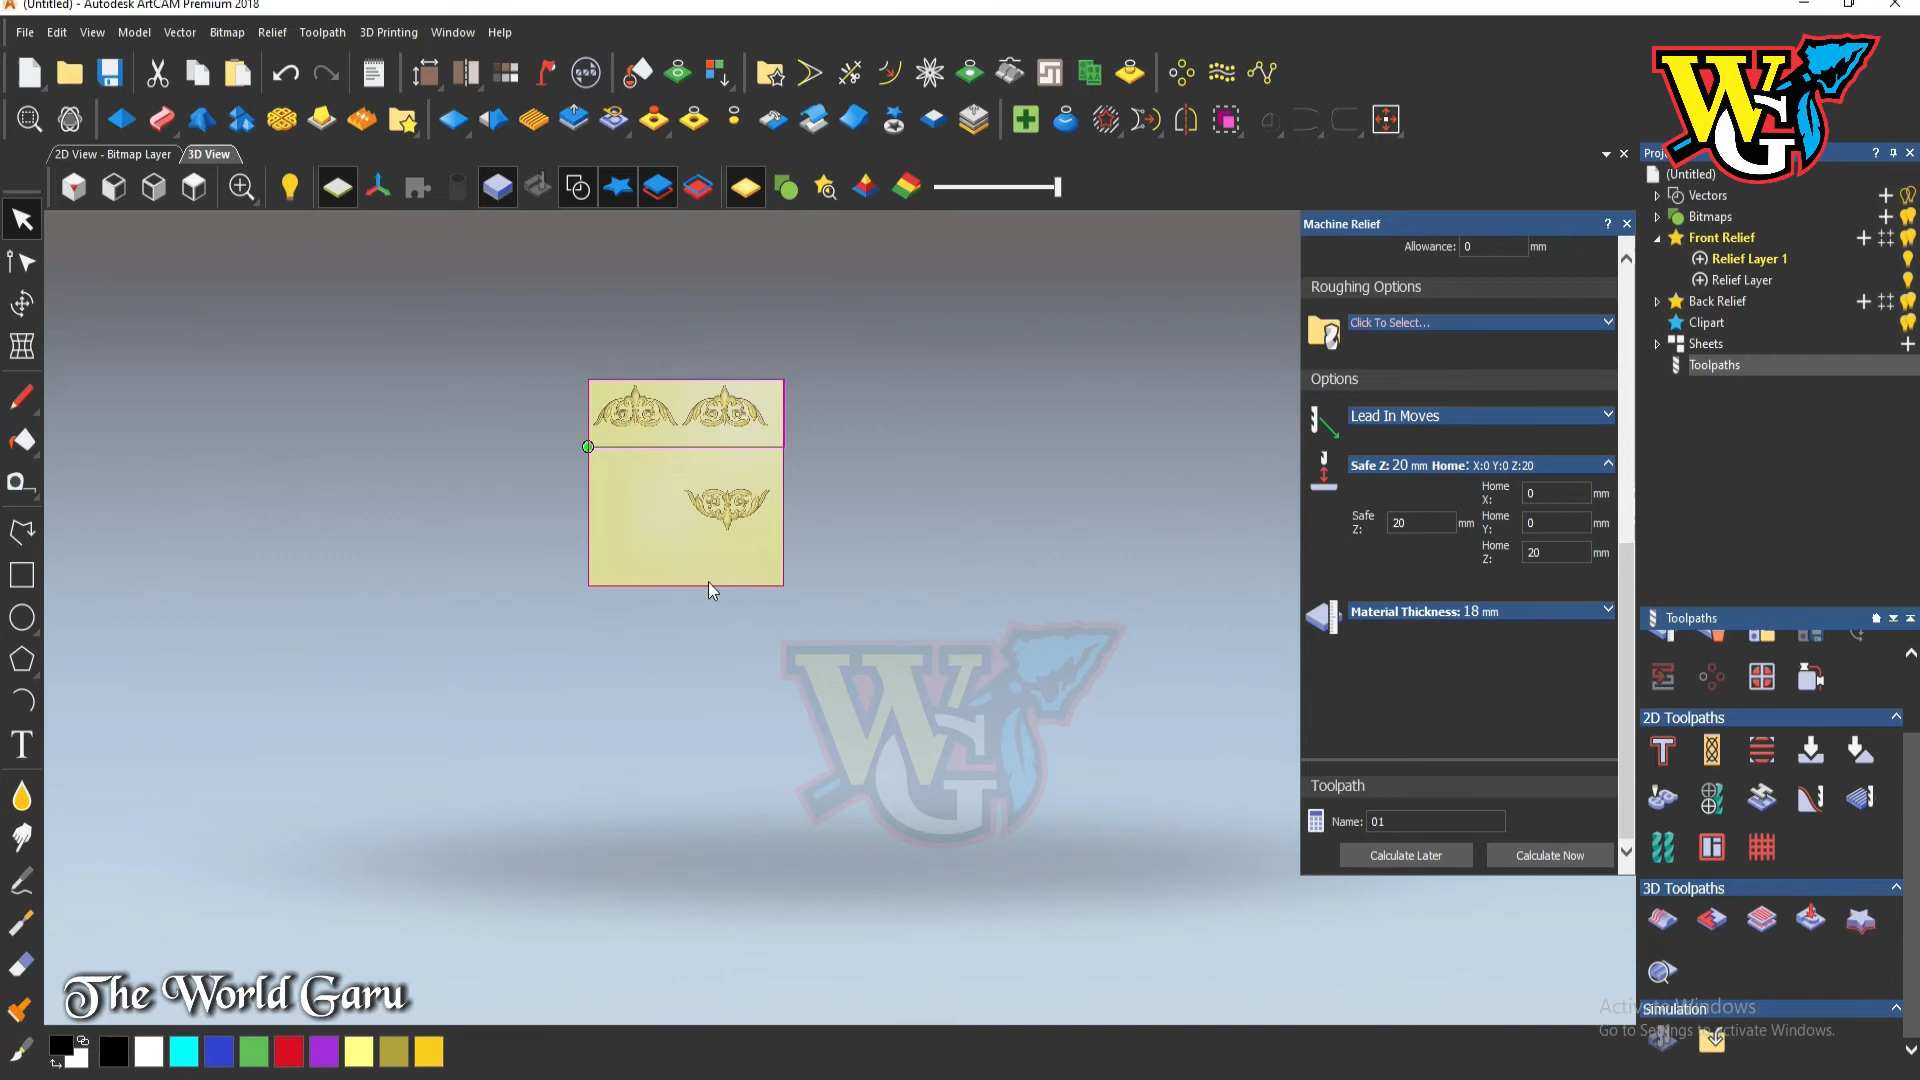 (Untitled) - Autodesk ArtCAM Premium 2018
File Edit View Model Vector Bitmap Relief Toolpath 3D Printing Window Help
2D View - Bitmap Layer 3D View
Machine Relief
Allowance: 0 mm
Roughing Options
Click To Select...
Options
Lead In Moves
Safe Z: 20 mm Home: X:0 Y:0 Z:20
Home X: 0 mm
Safe Z: 20 mm Home Y: 0 mm
Home Z: 20 mm
Material Thickness: 18 mm
Toolpath
Name: 01
Calculate Later Calculate Now
Proj
(Untitled)
Vectors
Bitmaps
Front Relief
Relief Layer 1
Relief Layer
Back Relief
Clipart
Sheets
Toolpaths
Toolpaths
2D Toolpaths
3D Toolpaths
Simulation
Activate Windows
Go to Settings to activate Windows.
WG
WG
The World Garu